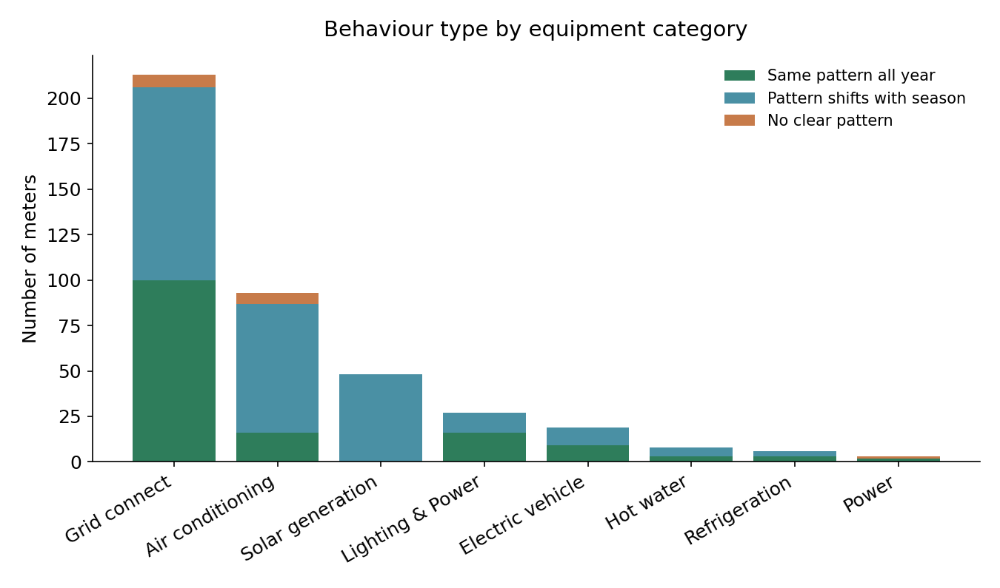 Behaviour type by equipment category
Same pattern all year
Pattern shifts with season
No clear pattern
Number of meters
200
175
150
125
100
75
50
25
0
Grid connect
Air conditioning
Solar generation
Lighting & Power
Electric vehicle
Hot water
Refrigeration
Power